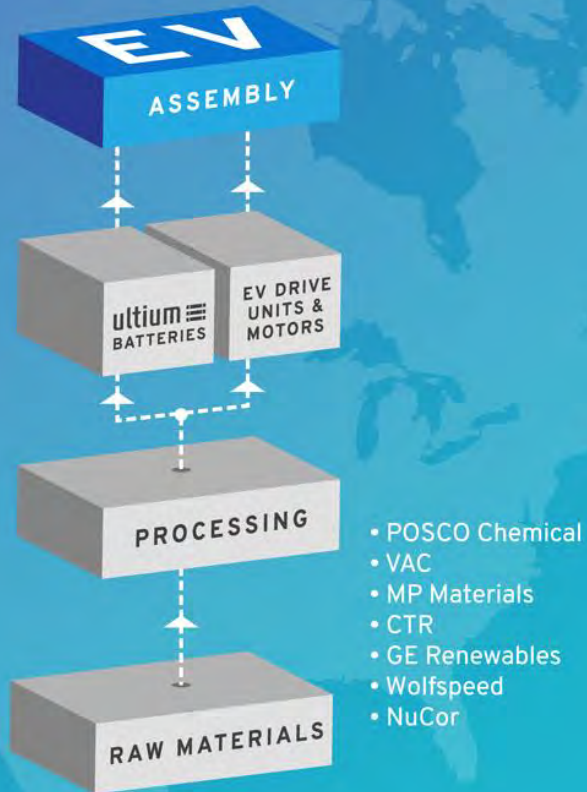 EV
ASSEMBLY
ultium
BATTERIES
EV DRIVE
UNITS &
MOTORS
PROCESSING
• POSCO Chemical
• VAC
• MP Materials
• CTR
• GE Renewables
• Wolfspeed
• NuCor
RAW MATERIALS